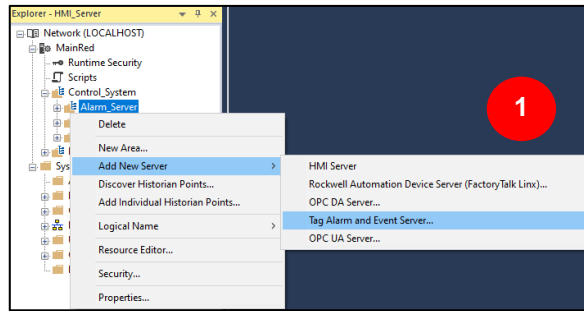 Explorer - HMI_Server
Network (LOCALHOST)
MainRed
Runtime Security
Scripts
Control_System
Alarm_Server
Delete
New Area...
Add New Server
Discover Historian Points...
Add Individual Historian Points...
Logical Name
Resource Editor...
Security...
Properties...
Sys
HMI Server
Rockwell Automation Device Server (FactoryTalk Linx)...
OPC DA Server...
Tag Alarm and Event Server...
OPC UA Server...
1